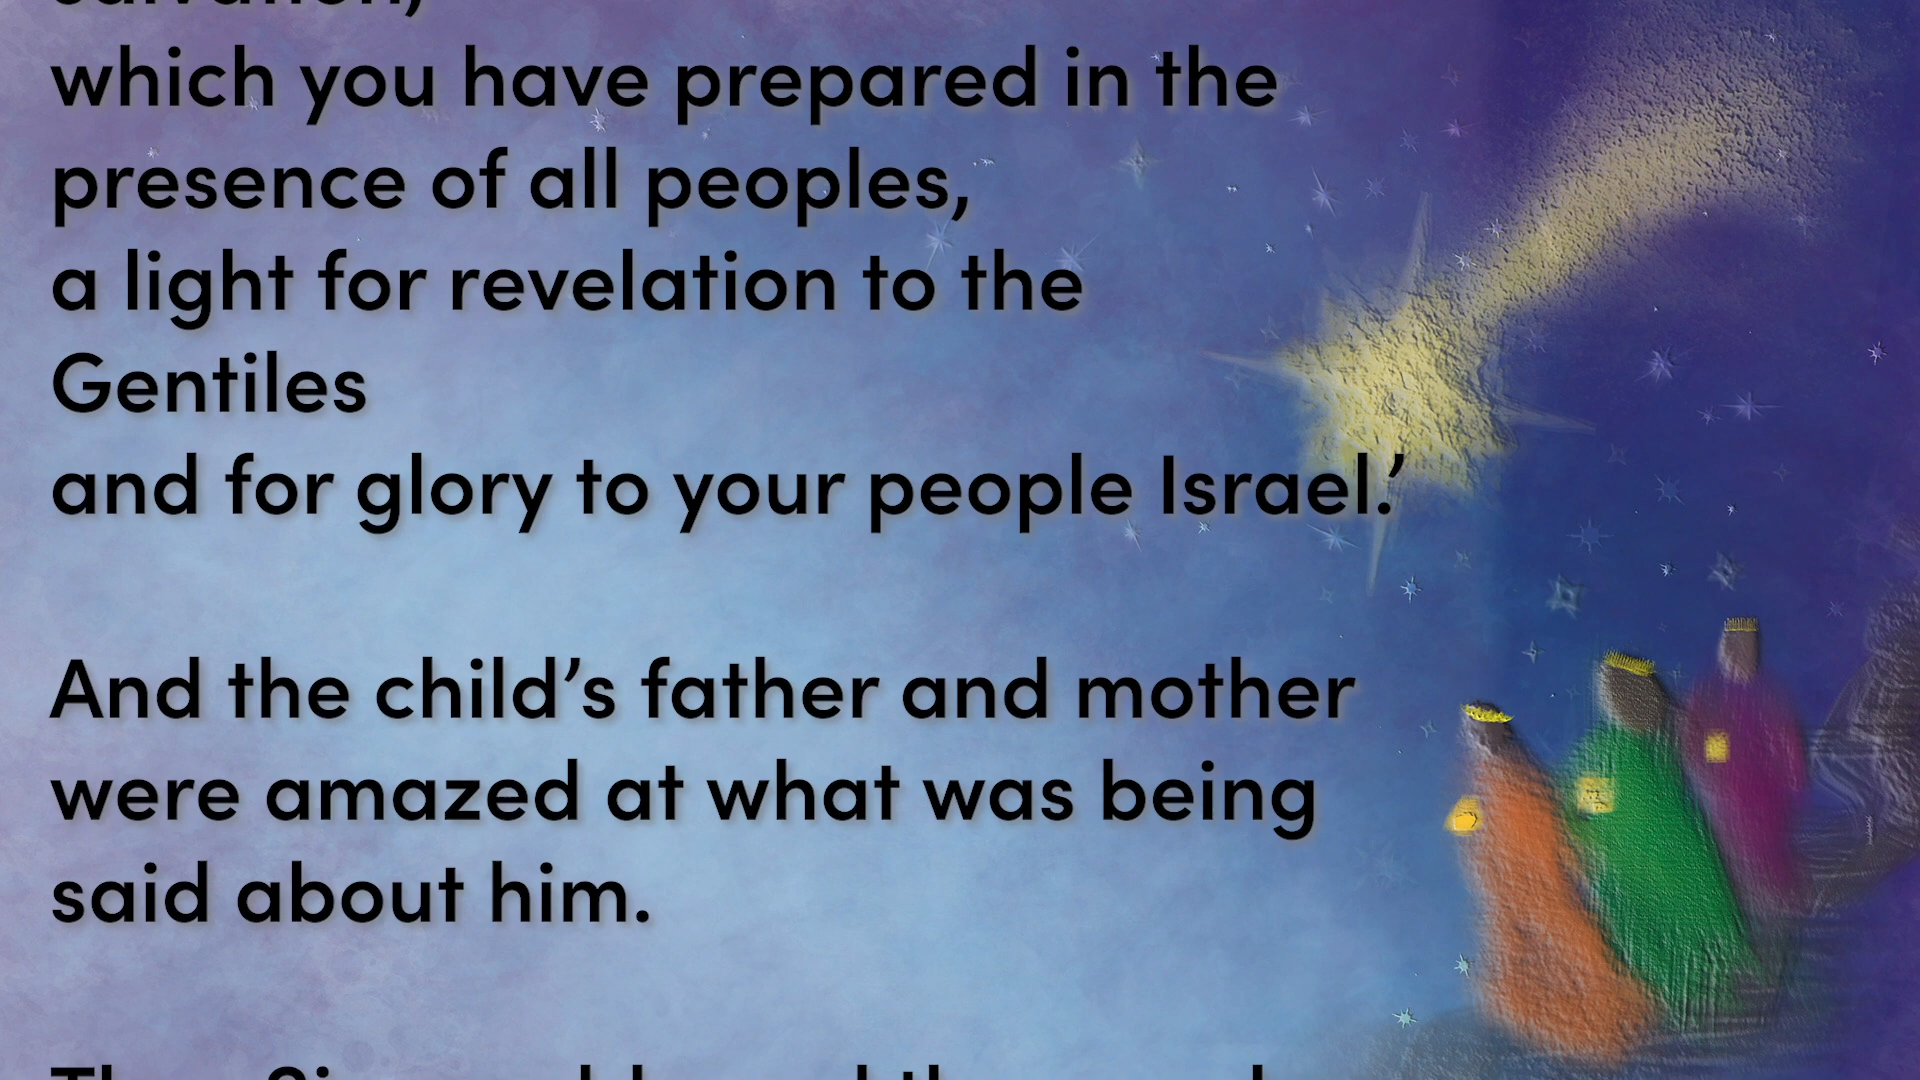 salvation,
which you have prepared in the
presence of all peoples,
a light for revelation to the
Gentiles
and for glory to your people Israel.’
And the child’s father and mother
were amazed at what was being
said about him.